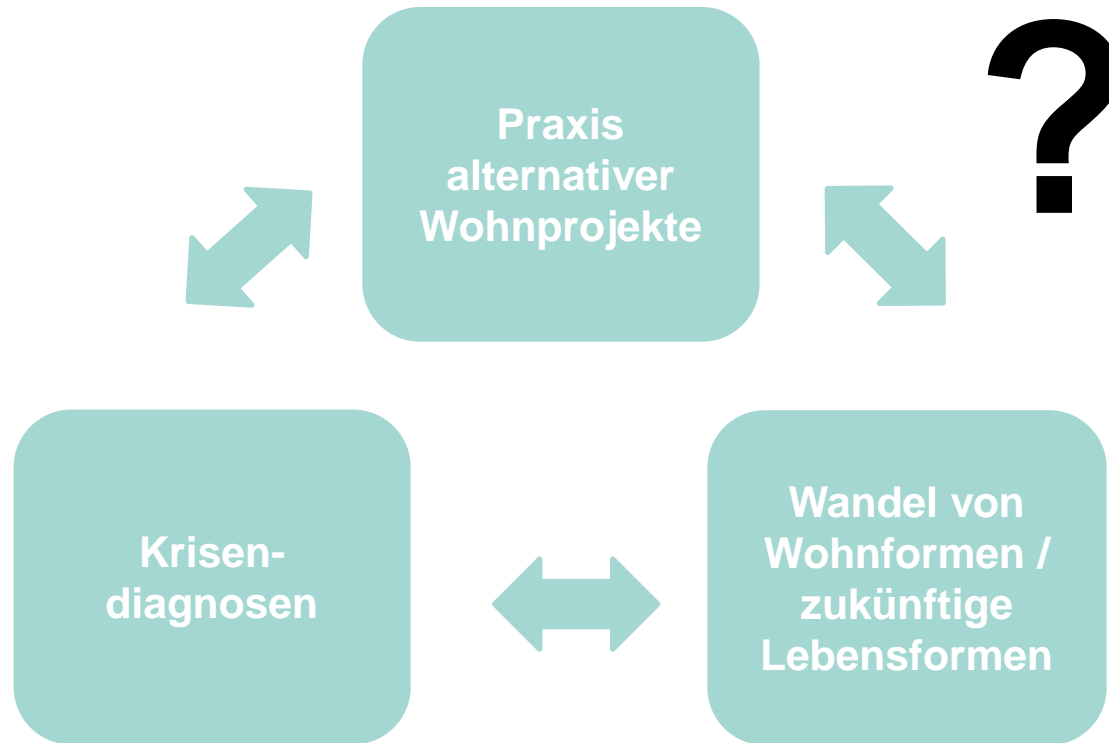 ?
Praxis
alternativer
Wohnprojekte
Krisen-
diagnosen
Wandel von
Wohnformen /
zukünftige
Lebensformen